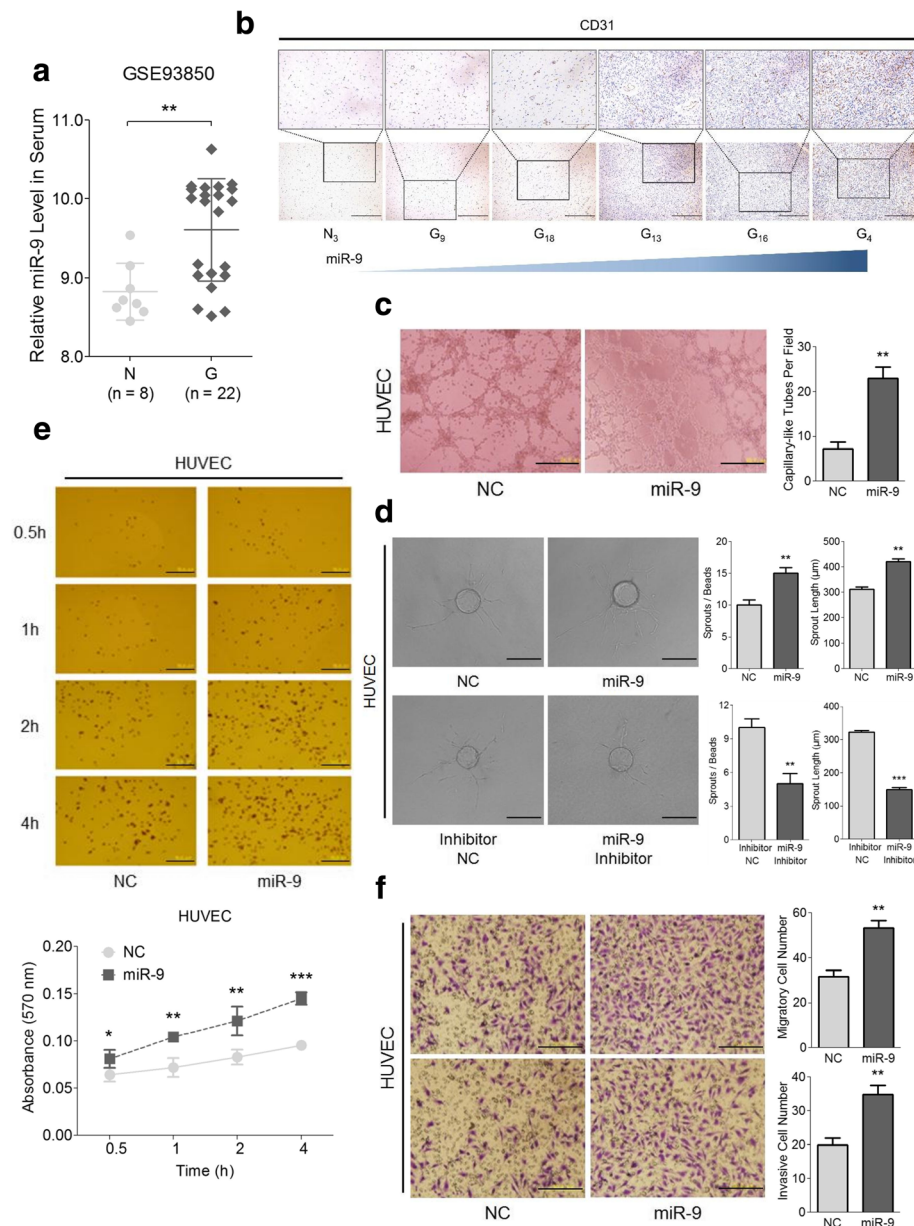 a
GSE93850
**
Relative miR-9 Level in Serum
11.0
10.0
9.0
8.0
N
(n = 8)
G
(n = 22)
b
CD31
N3
G9
G18
G13
G16
G4
miR-9
c
HUVEC
NC
miR-9
Capillary-like Tubes Per Field
30
20
10
0
**
NC
miR-9
d
HUVEC
NC
miR-9
Inhibitor
NC
miR-9
Inhibitor
Sprouts / Beads
20
15
10
5
0
**
NC
miR-9
Sprout Length (μm)
500
400
300
200
100
0
**
NC
miR-9
Sprouts / Beads
12
9
6
3
0
**
Inhibitor
NC
miR-9
Inhibitor
Sprout Length (μm)
400
300
200
100
0
***
Inhibitor
NC
miR-9
Inhibitor
e
HUVEC
0.5h
1h
2h
4h
NC
miR-9
HUVEC
NC
miR-9
Absorbance (570 nm)
0.20
0.15
0.10
0.05
0.00
*
**
**
***
0.5
1
2
4
Time (h)
f
HUVEC
NC
miR-9
Migratory Cell Number
60
40
20
0
**
NC
miR-9
Invasive Cell Number
40
30
20
10
0
**
NC
miR-9